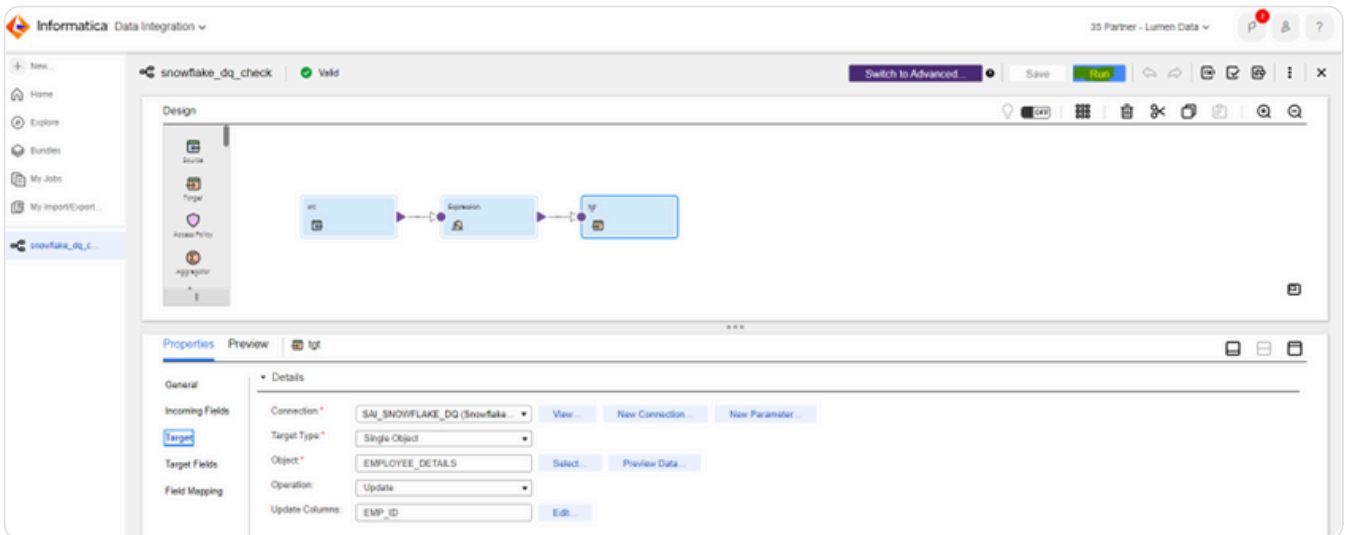 Informatica Data Integration
35 Partner - Lumen Data
2
?
New...
Home
Explore
Bundles
My Jobs
My Import/Export...
snowflake_dq_c...
snowflake_dq_check
Valid
Switch to Advanced...
Save
Run
Design
OFF
Source
Target
Access Policy
Aggregator
src
Expression
tgt
Properties Preview tgt
General
Incoming Fields
Target
Target Fields
Field Mapping
Details
Connection:* SAI_SNOWFLAKE_DQ (Snowflake... View... New Connection... New Parameter...
Target Type:* Single Object
Object:* EMPLOYEE_DETAILS Select... Preview Data...
Operation: Update
Update Columns: EMP_ID Edit...